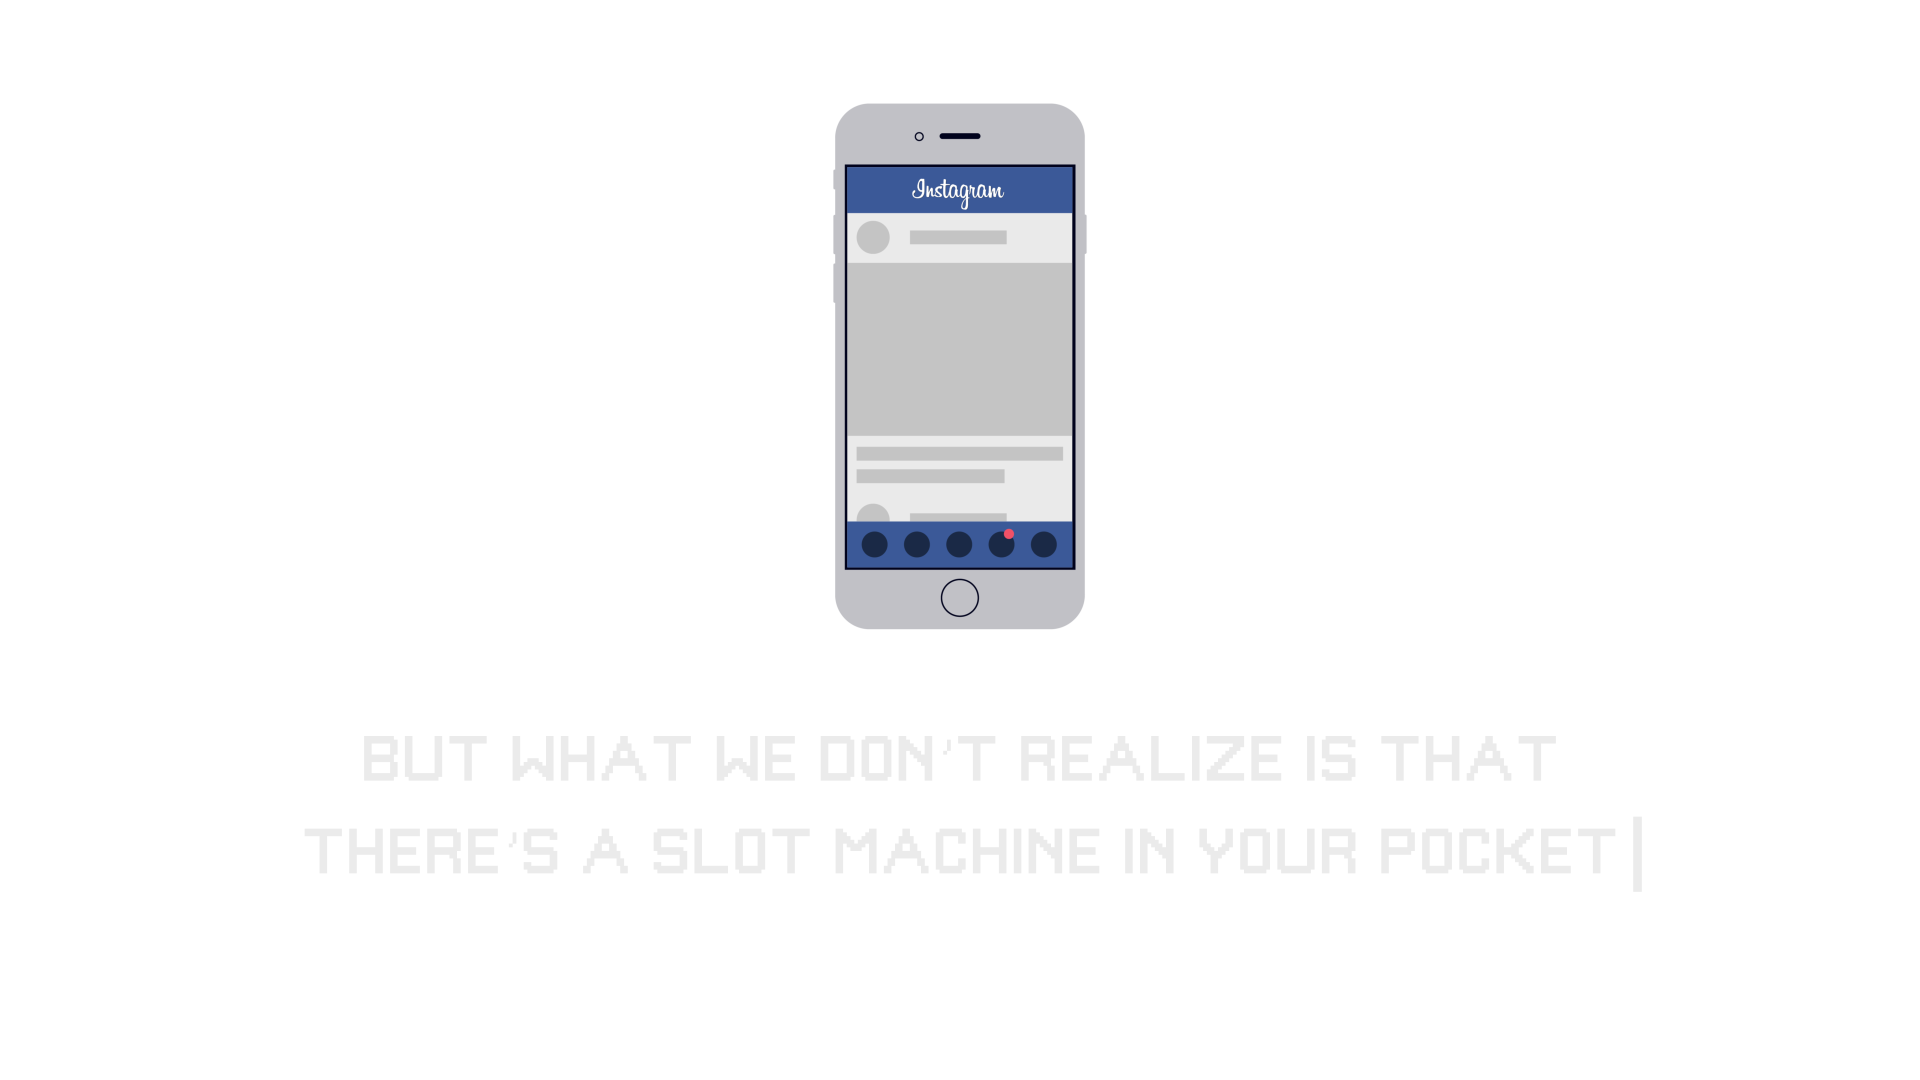 Instagram
BUT WHAT WE DON'T REALIZE IS THAT
THERE'S A SLOT MACHINE IN YOUR POCKET